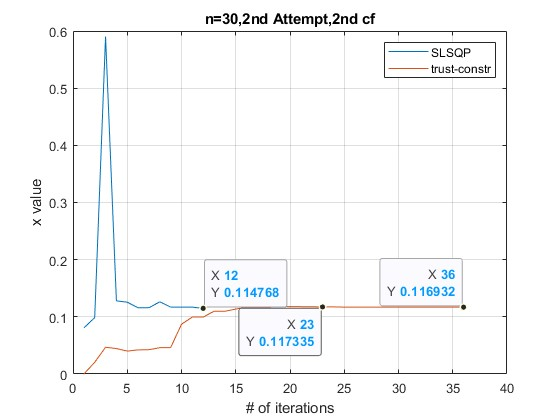 n=30,2nd Attempt,2nd cf
0.6
SLSQP
trust-constr
0.5
0.4
x value
0.3
0.2
X 12
Y 0.114768
X 36
Y 0.116932
0.1
X 23
Y 0.117335
0
0 5 10 15 20 25 30 35 40
# of iterations